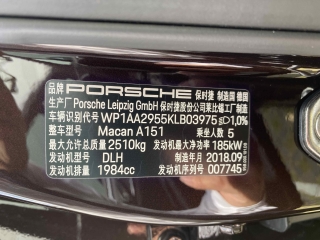 品牌 PORSCHE 保时捷 制造国 德国
生产厂 Porsche Leipzig GmbH 保时捷股份公司莱比锡工厂制造
车辆识别代号 WP1AA2955KLB03975 ≤1,0%
整车型号 Macan A151 乘坐人数 5
最大允许总质量 2510kg 发动机最大净功率 185kW
发动机型号 DLH 制造年月 2018.09
发动机排量 1984cc 发动机序列号 007745